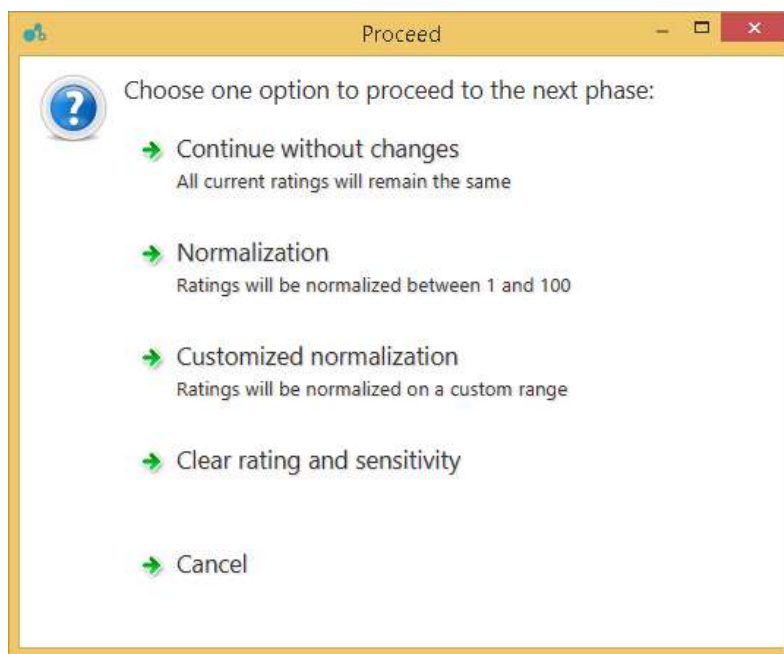 Proceed
Choose one option to proceed to the next phase:
Continue without changes
All current ratings will remain the same
Normalization
Ratings will be normalized between 1 and 100
Customized normalization
Ratings will be normalized on a custom range
Clear rating and sensitivity
Cancel